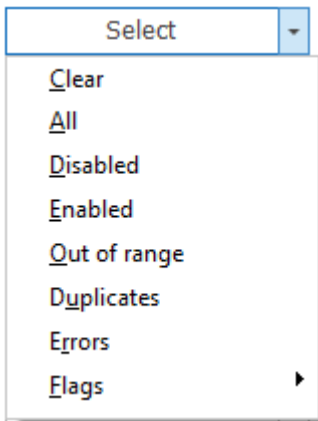 Select
Clear
All
Disabled
Enabled
Out of range
Duplicates
Errors
Flags